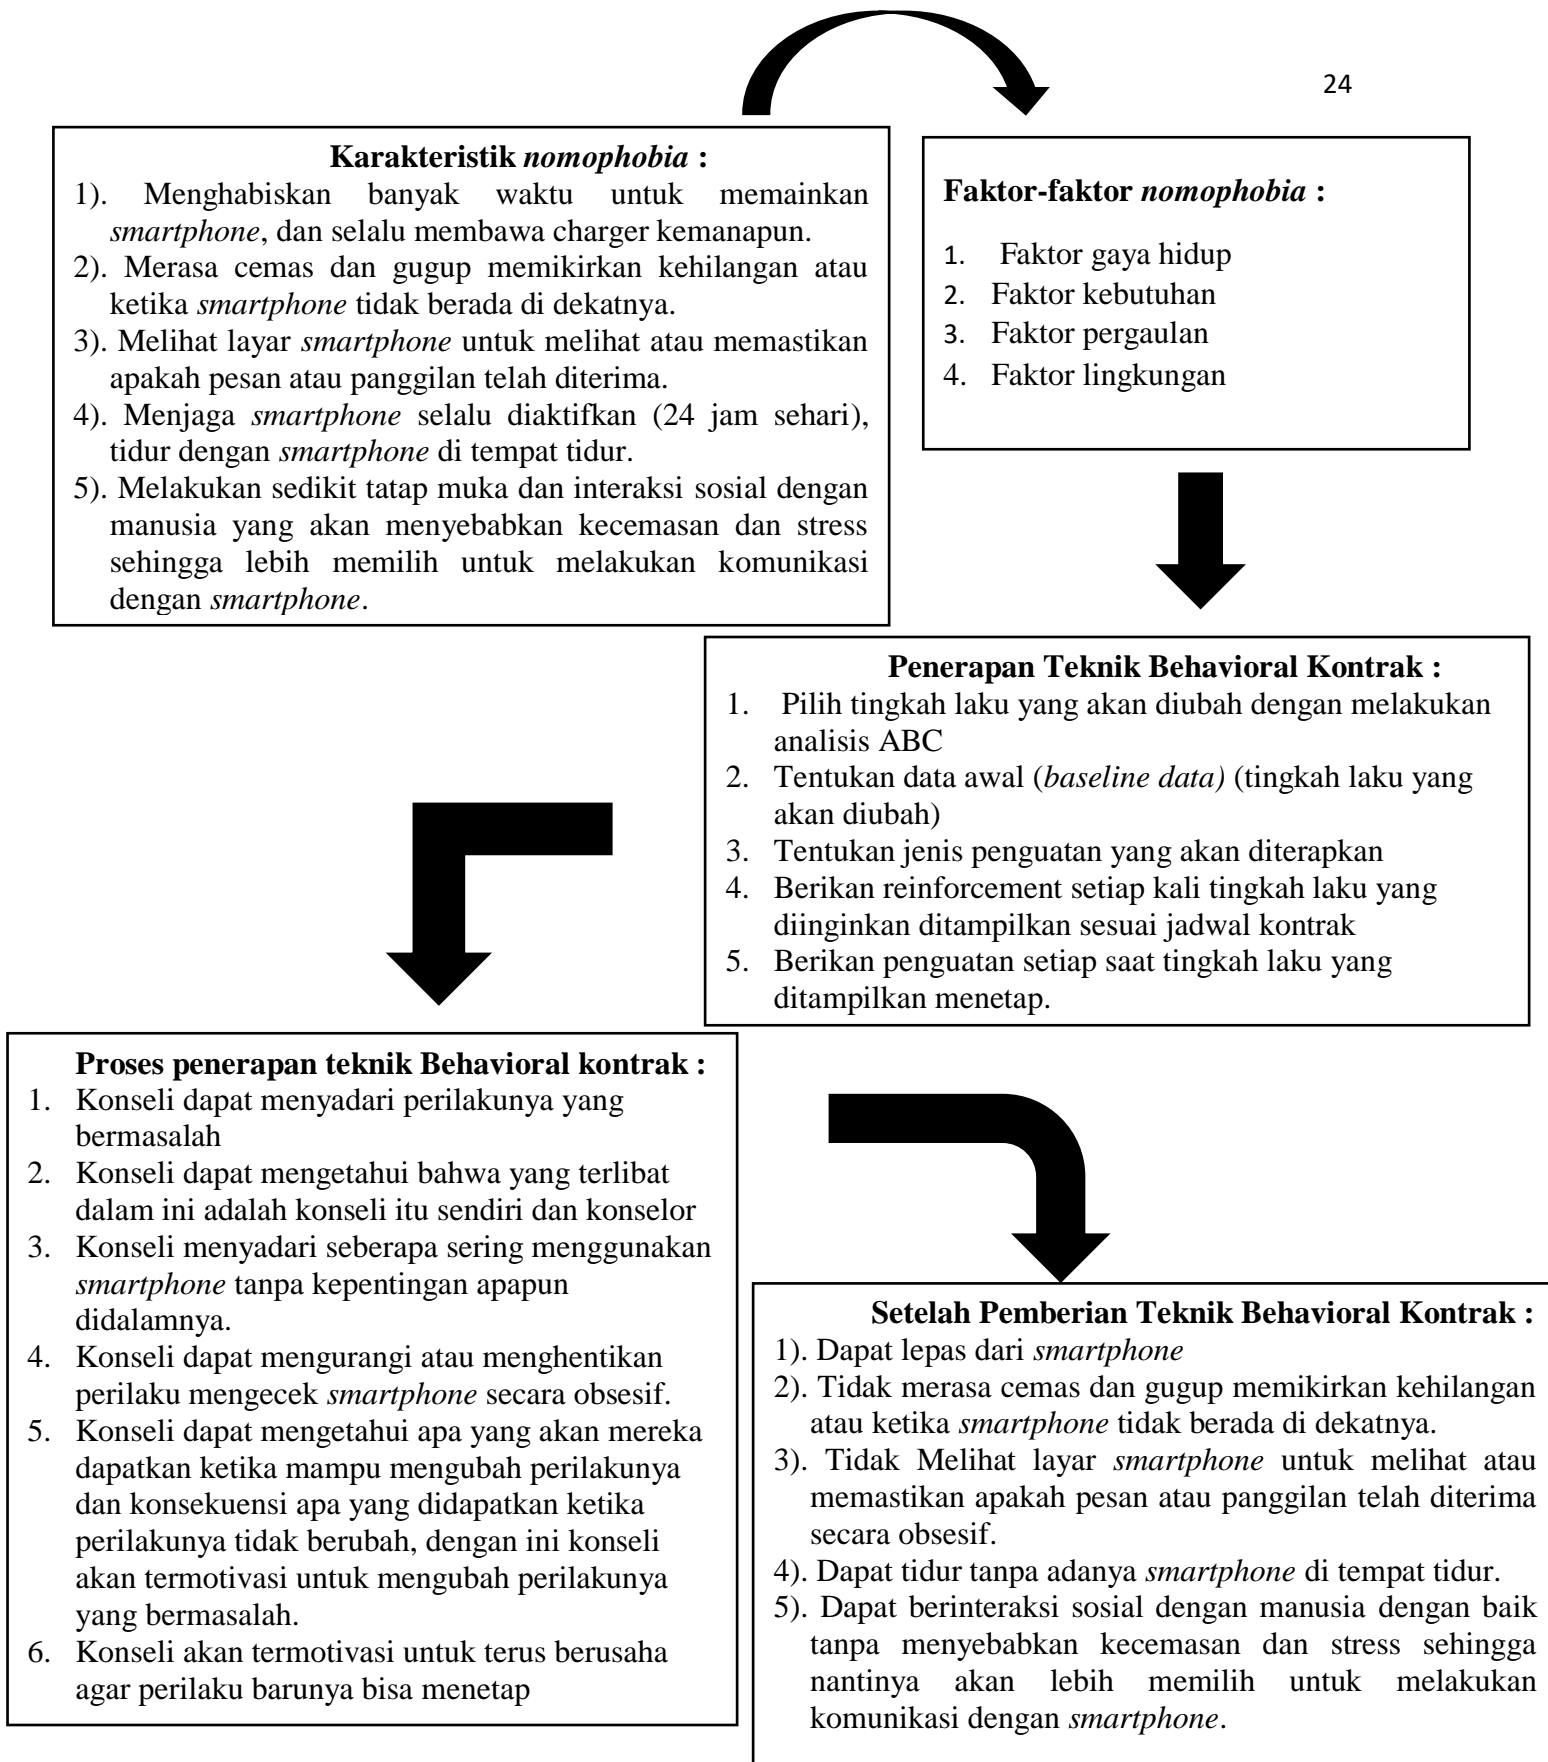 24
Karakteristik nomophobia :
1). Menghabiskan banyak waktu untuk memainkan
smartphone, dan selalu membawa charger kemanapun.
2). Merasa cemas dan gugup memikirkan kehilangan atau
ketika smartphone tidak berada di dekatnya.
3). Melihat layar smartphone untuk melihat atau memastikan
apakah pesan atau panggilan telah diterima.
4). Menjaga smartphone selalu diaktifkan (24 jam sehari),
tidur dengan smartphone di tempat tidur.
5). Melakukan sedikit tatap muka dan interaksi sosial dengan
manusia yang akan menyebabkan kecemasan dan stress
sehingga lebih memilih untuk melakukan komunikasi
dengan smartphone.
Faktor-faktor nomophobia :
1. Faktor gaya hidup
2. Faktor kebutuhan
3. Faktor pergaulan
4. Faktor lingkungan
Penerapan Teknik Behavioral Kontrak :
1. Pilih tingkah laku yang akan diubah dengan melakukan
analisis ABC
2. Tentukan data awal (baseline data) (tingkah laku yang
akan diubah)
3. Tentukan jenis penguatan yang akan diterapkan
4. Berikan reinforcement setiap kali tingkah laku yang
diinginkan ditampilkan sesuai jadwal kontrak
5. Berikan penguatan setiap saat tingkah laku yang
ditampilkan menetap.
Proses penerapan teknik Behavioral kontrak :
1. Konseli dapat menyadari perilakunya yang
bermasalah
2. Konseli dapat mengetahui bahwa yang terlibat
dalam ini adalah konseli itu sendiri dan konselor
3. Konseli menyadari seberapa sering menggunakan
smartphone tanpa kepentingan apapun
didalamnya.
4. Konseli dapat mengurangi atau menghentikan
perilaku mengecek smartphone secara obsesif.
5. Konseli dapat mengetahui apa yang akan mereka
dapatkan ketika mampu mengubah perilakunya
dan konsekuensi apa yang didapatkan ketika
perilakunya tidak berubah, dengan ini konseli
akan termotivasi untuk mengubah perilakunya
yang bermasalah.
6. Konseli akan termotivasi untuk terus berusaha
agar perilaku barunya bisa menetap
Setelah Pemberian Teknik Behavioral Kontrak :
1). Dapat lepas dari smartphone
2). Tidak merasa cemas dan gugup memikirkan kehilangan
atau ketika smartphone tidak berada di dekatnya.
3). Tidak Melihat layar smartphone untuk melihat atau
memastikan apakah pesan atau panggilan telah diterima
secara obsesif.
4). Dapat tidur tanpa adanya smartphone di tempat tidur.
5). Dapat berinteraksi sosial dengan manusia dengan baik
tanpa menyebabkan kecemasan dan stress sehingga
nantinya akan lebih memilih untuk melakukan
komunikasi dengan smartphone.